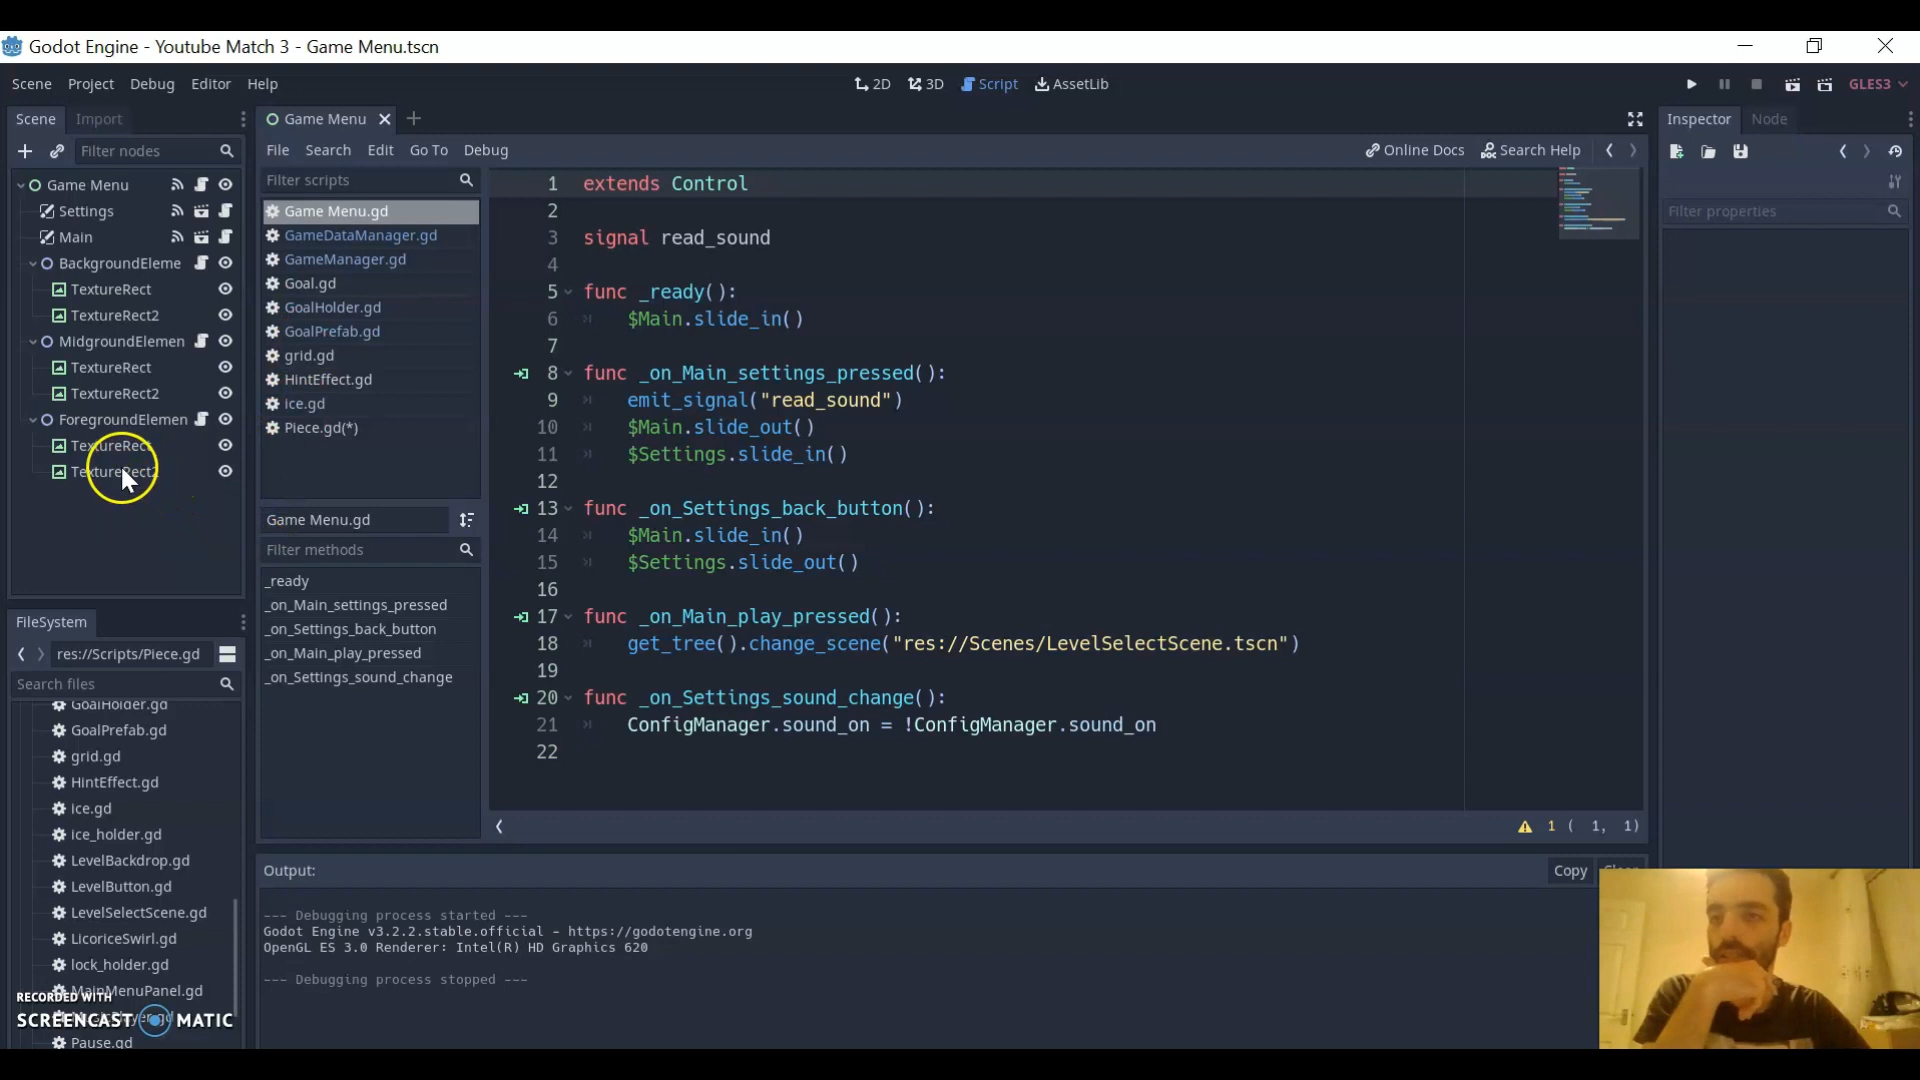 Godot Engine - Youtube Match 3 - Game Menu.tscn
Scene Project Debug Editor Help
2D 3D Script AssetLib
GLES3
Scene Import
Filter nodes
Game Menu
Settings
Main
BackgroundEleme
TextureRect
TextureRect2
MidgroundElemen
TextureRect
TextureRect2
ForegroundElemen
TextureRect
TextureRect2
FileSystem
res://Scripts/Piece.gd
Search files
GoalHolder.gd
GoalPrefab.gd
grid.gd
HintEffect.gd
ice.gd
ice_holder.gd
LevelBackdrop.gd
LevelButton.gd
LevelSelectScene.gd
LicoriceSwirl.gd
lock_holder.gd
MainMenuPanel.gd
MusicPlayer.gd
Pause.gd
RECORDED WITH
SCREENCAST MATIC
Game Menu
File Search Edit Go To Debug
Online Docs Search Help
Filter scripts
Game Menu.gd
GameDataManager.gd
GameManager.gd
Goal.gd
GoalHolder.gd
GoalPrefab.gd
grid.gd
HintEffect.gd
ice.gd
Piece.gd(*)
Game Menu.gd
Filter methods
_ready
_on_Main_settings_pressed
_on_Settings_back_button
_on_Main_play_pressed
_on_Settings_sound_change
1 extends Control
2
3 signal read_sound
4
5 func _ready():
6 $Main.slide_in()
7
8 func _on_Main_settings_pressed():
9 emit_signal("read_sound")
10 $Main.slide_out()
11 $Settings.slide_in()
12
13 func _on_Settings_back_button():
14 $Main.slide_in()
15 $Settings.slide_out()
16
17 func _on_Main_play_pressed():
18 get_tree().change_scene("res://Scenes/LevelSelectScene.tscn")
19
20 func _on_Settings_sound_change():
21 ConfigManager.sound_on = !ConfigManager.sound_on
22
1 ( 1, 1)
Output:
Copy Clear
--- Debugging process started ---
Godot Engine v3.2.2.stable.official - https://godotengine.org
OpenGL ES 3.0 Renderer: Intel(R) HD Graphics 620
--- Debugging process stopped ---
Inspector Node
Filter properties